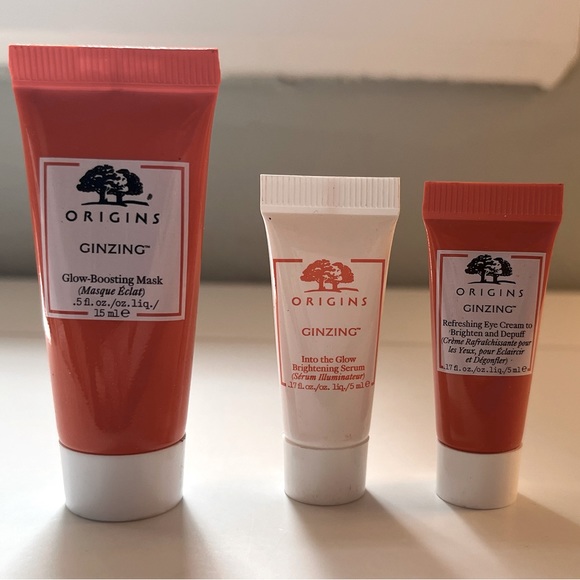 ORIGINS
GINZING™
Glow-Boosting Mask
(Masque Éclat)
.5 fl. oz./oz. liq./
15 ml e
ORIGINS
GINZING™
Into the Glow
Brightening Serum
(Sérum Illuminateur)
.17 fl. oz./oz. liq./5 ml e
ORIGINS
GINZING™
Refreshing Eye Cream to
Brighten and Depuff
(Crème Rafraîchissante pour
les Yeux, pour Éclaircir
et Dégonfler)
.17 fl. oz./oz. liq./5 ml e